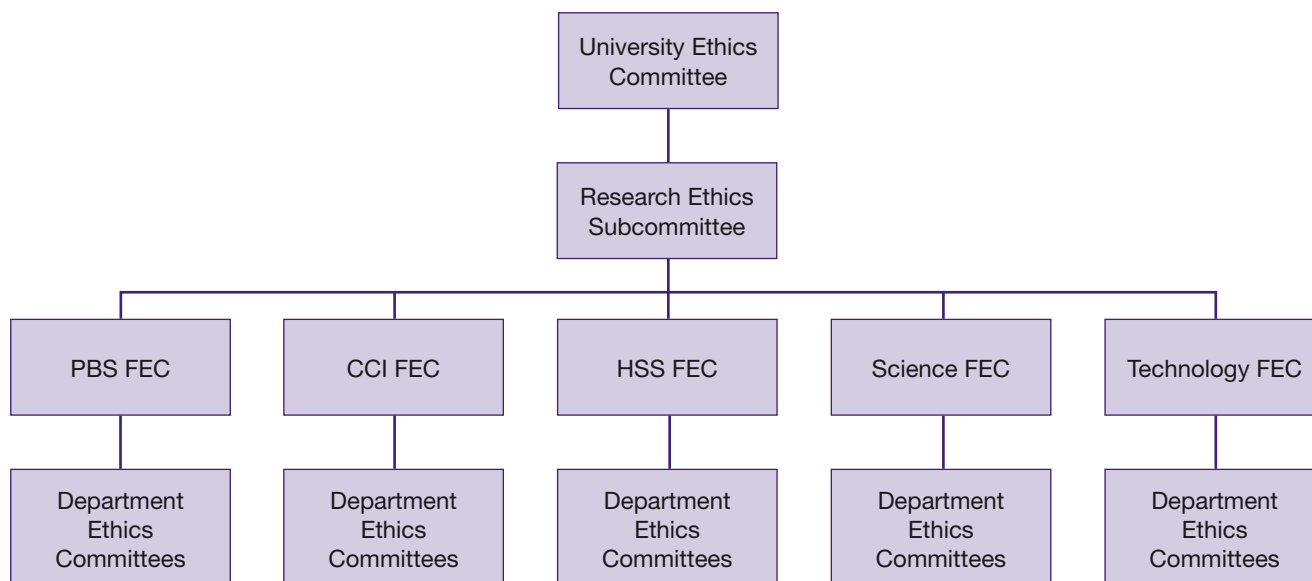 University Ethics
Committee
Research Ethics
Subcommittee
PBS FEC
CCI FEC
HSS FEC
Science FEC
Technology FEC
Department
Ethics
Committees
Department
Ethics
Committees
Department
Ethics
Committees
Department
Ethics
Committees
Department
Ethics
Committees